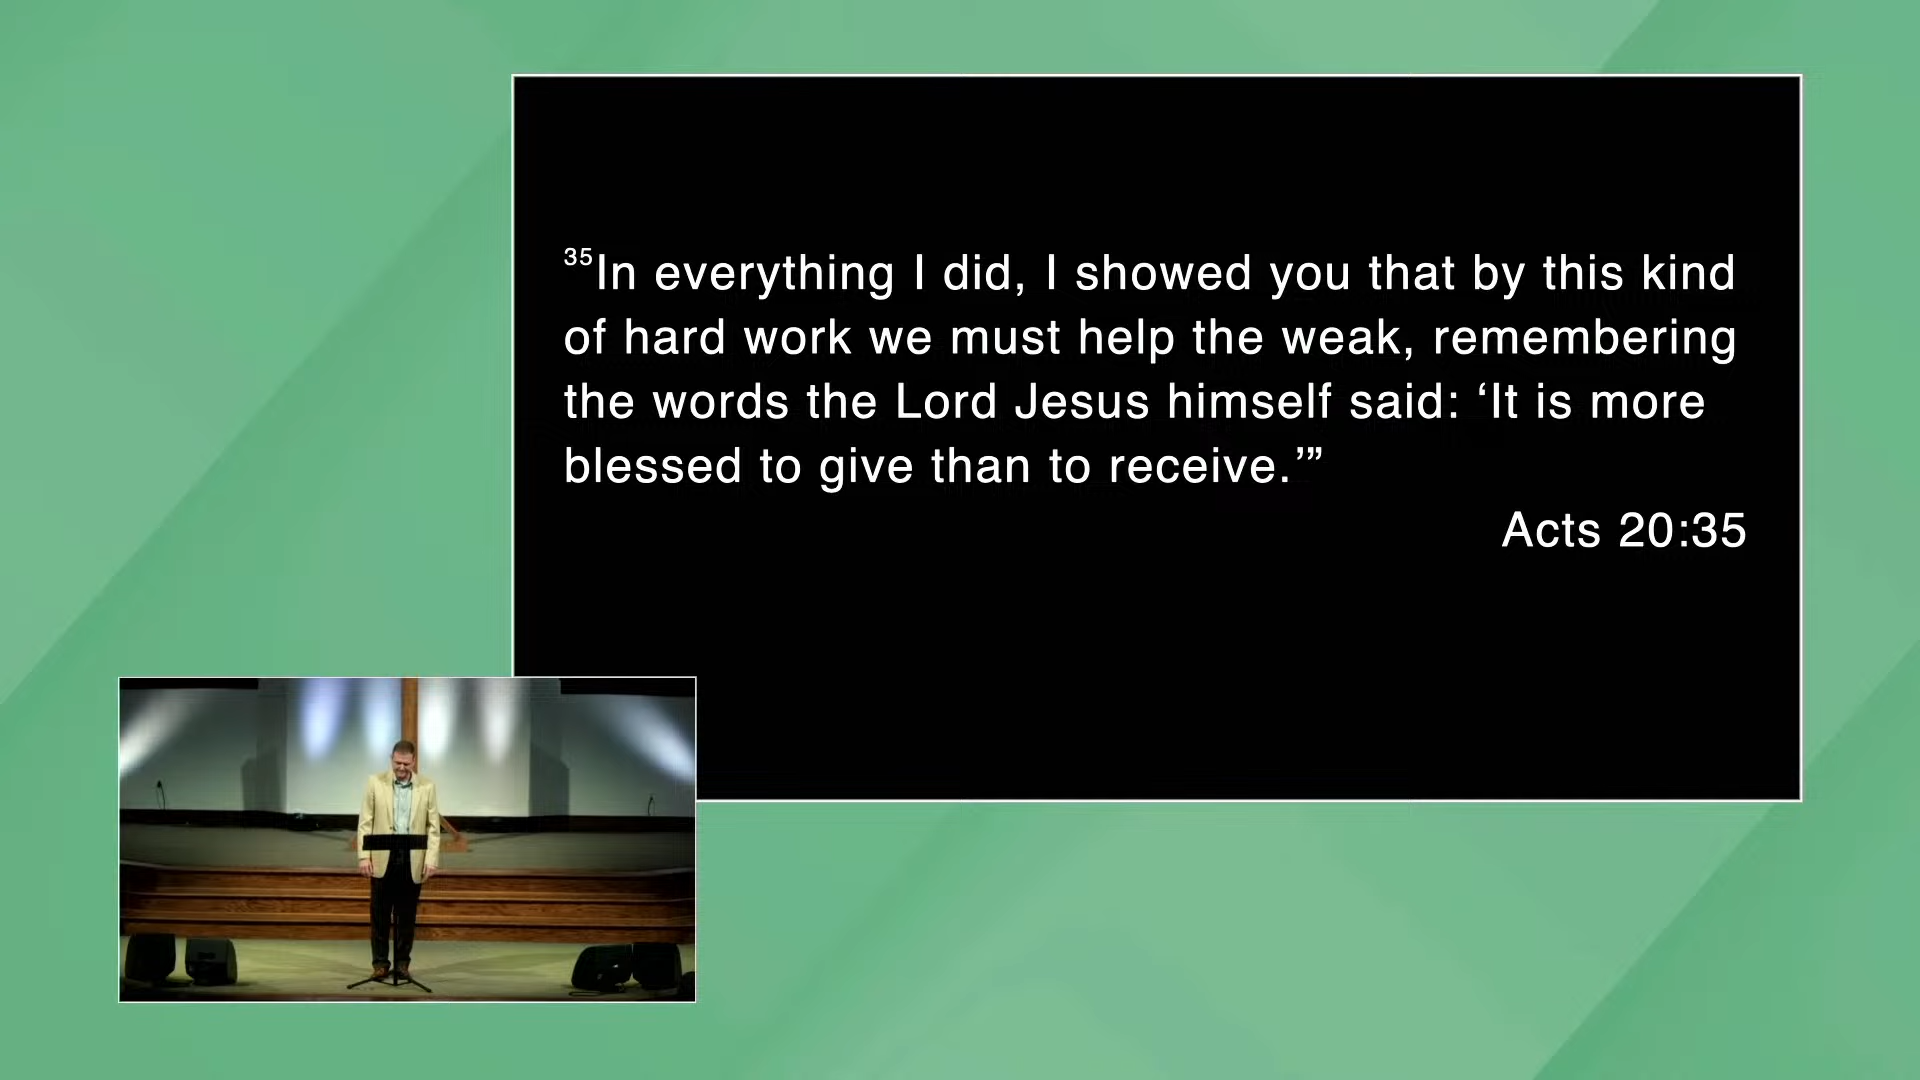 35In everything I did, I showed you that by this kind
of hard work we must help the weak, remembering
the words the Lord Jesus himself said: ‘It is more
blessed to give than to receive.’”
Acts 20:35